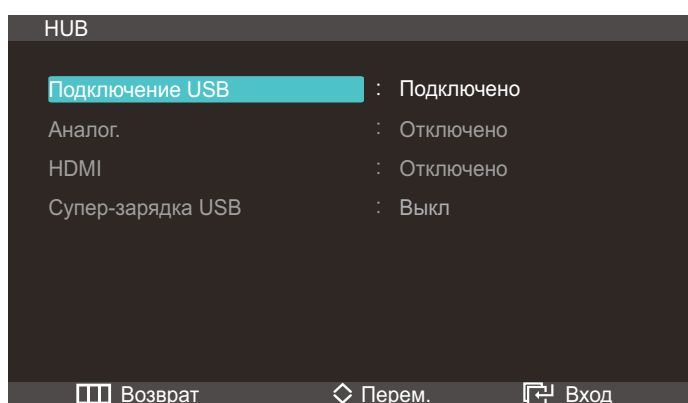 HUB
Подключение USB : Подключено
Аналог. : Отключено
HDMI : Отключено
Супер-зарядка USB : Выкл
Возврат Перем. Вход